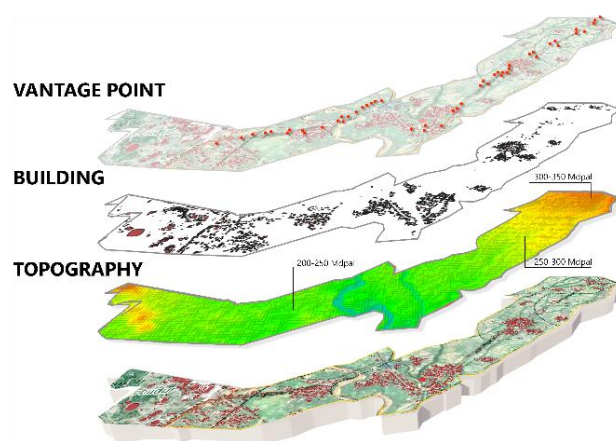 VANTAGE POINT
BUILDING
300-350 Mdpal
TOPOGRAPHY
200-250 Mdpal
250-300 Mdpal